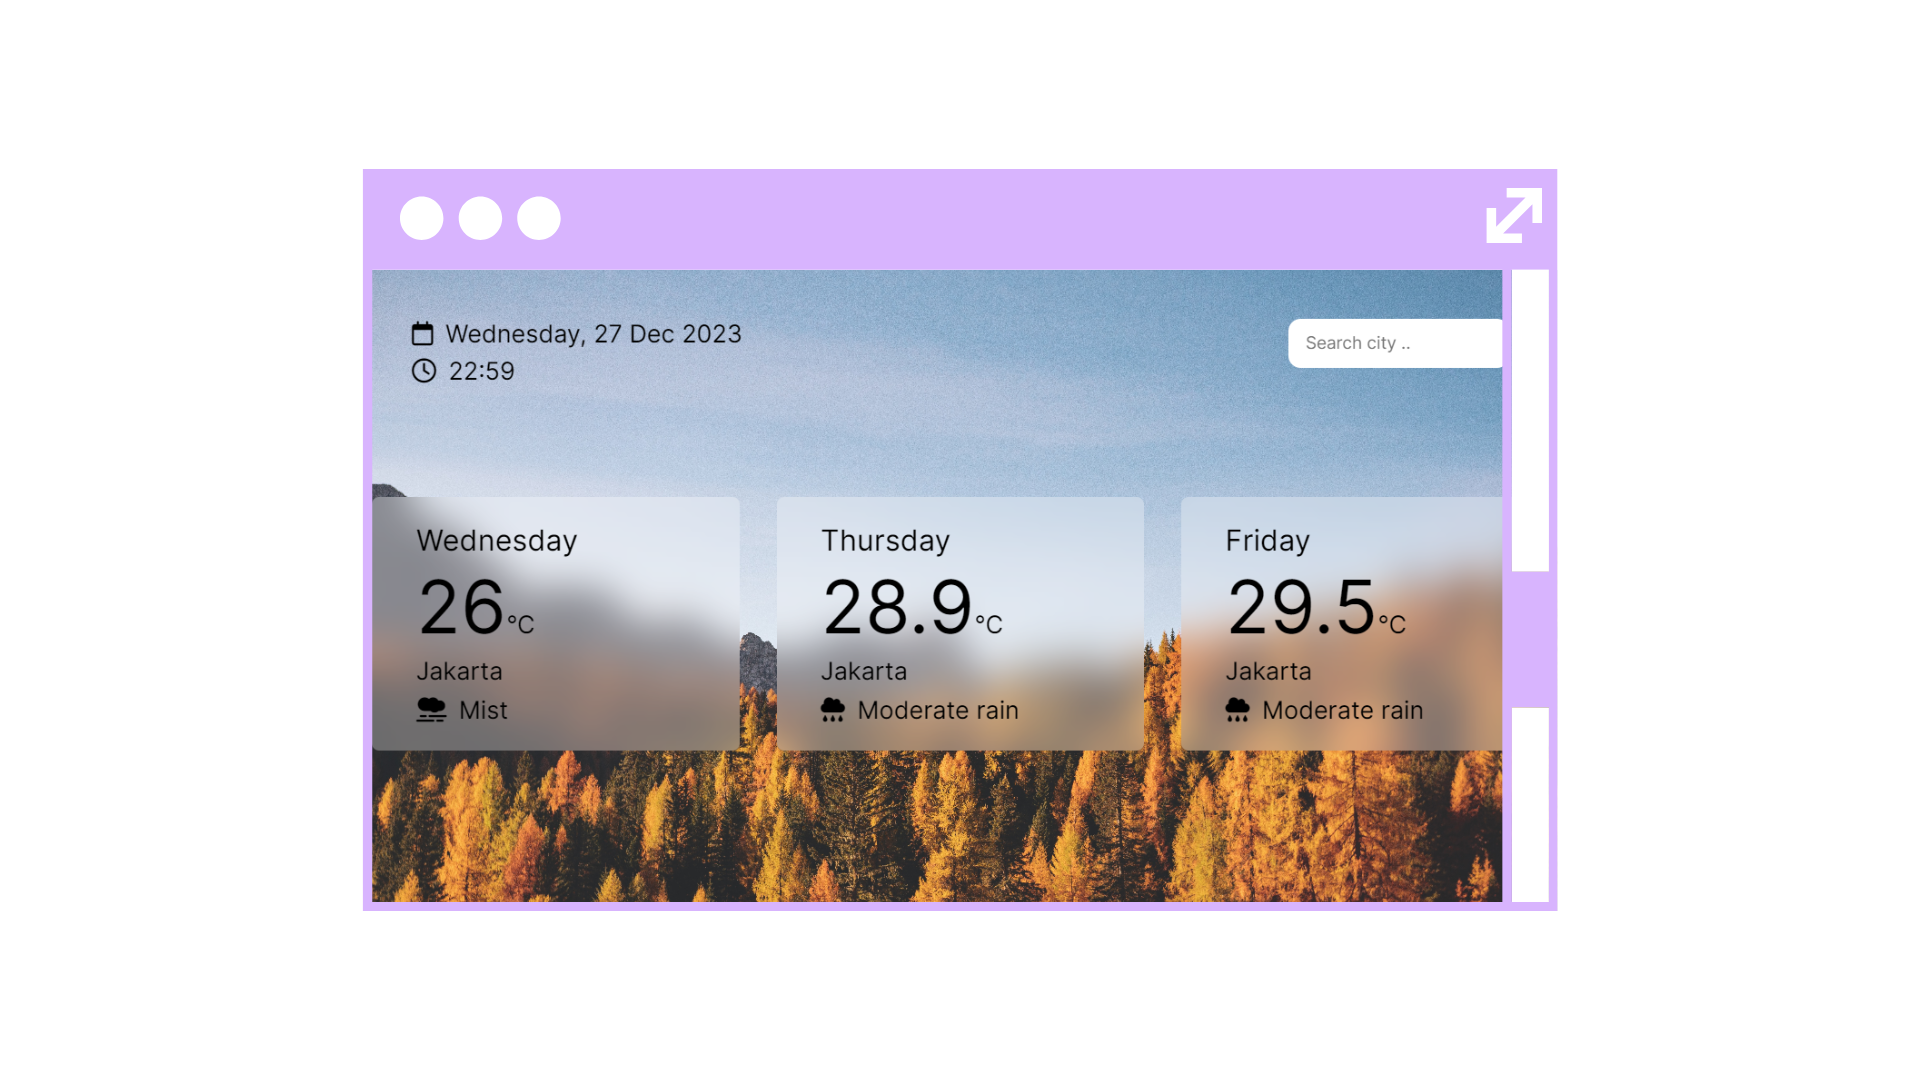 Wednesday, 27 Dec 2023
22:59
Search city ..
Wednesday
26°C
Jakarta
Mist
Thursday
28.9°C
Jakarta
Moderate rain
Friday
29.5°C
Jakarta
Moderate rain